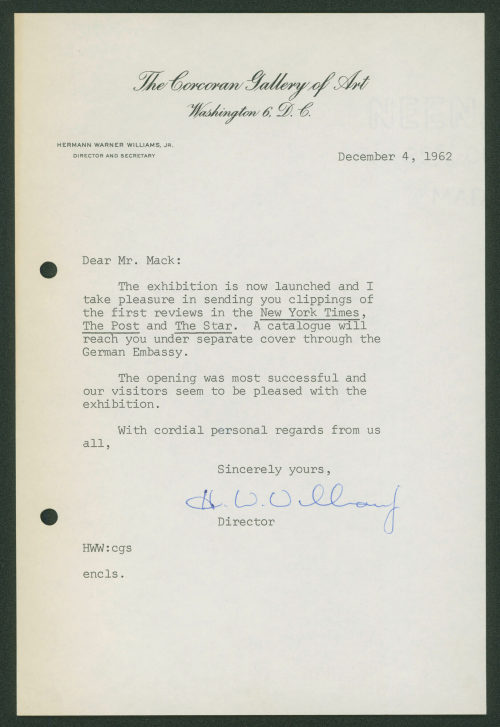 The Corcoran Gallery of Art
Washington 6, D. C.
HERMANN WARNER WILLIAMS, JR.
DIRECTOR AND SECRETARY
December 4, 1962
Dear Mr. Mack:
The exhibition is now launched and I
take pleasure in sending you clippings of
the first reviews in the New York Times,
The Post and The Star. A catalogue will
reach you under separate cover through the
German Embassy.
The opening was most successful and
our visitors seem to be pleased with the
exhibition.
With cordial personal regards from us
all,
Sincerely yours,
H. W. Williams Jr
Director
HWW:cgs
encls.